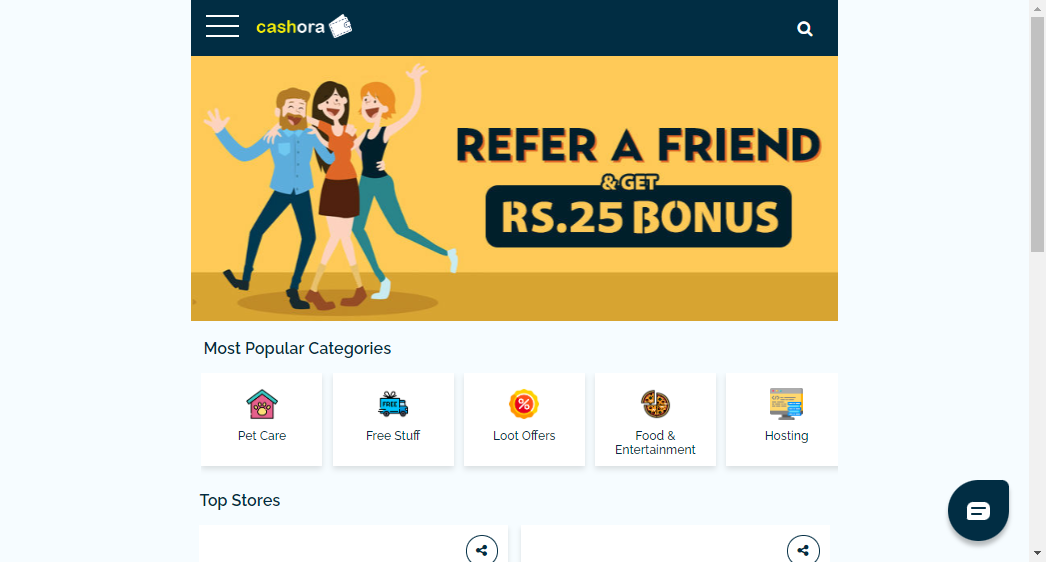 cashora
REFER A FRIEND
& GET
RS.25 BONUS
Most Popular Categories
Pet Care
FREE
Free Stuff
%
Loot Offers
Food &
Entertainment
Hosting
Top Stores